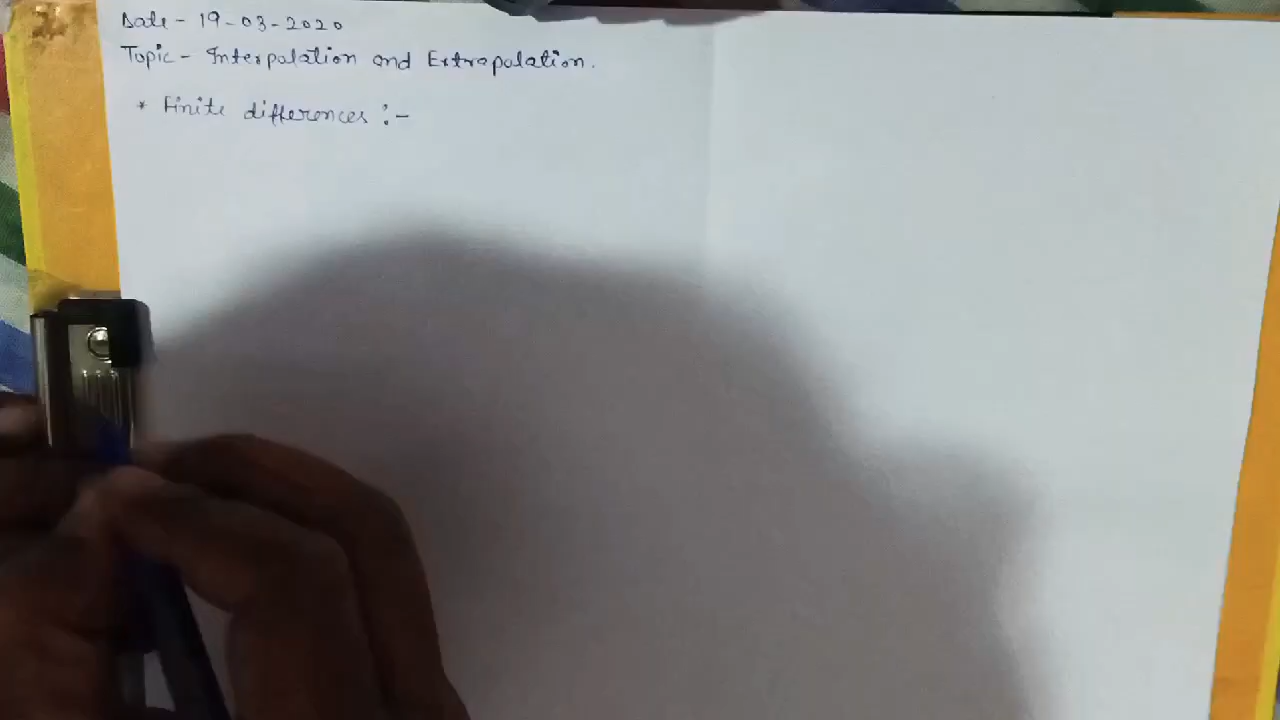 Date - 19-03-2020
Topic - Interpolation and Extrapolation.
* Finite differences :-